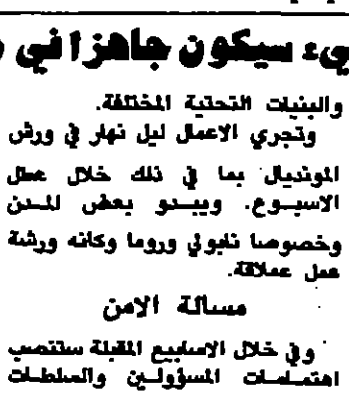 يء سيكون جاهزا في
والبنيات التحتية المختلفة.
وتجري الاعمال ليل نهار في ورش
المونديال بما في ذلك خلال عطل
الاسبوع. ويبدو بعض المدن
وخصوصا نابولي وروما وكانه ورشة
عمل عملاقة.
مسالة الامن
وفي خلال الاسابيع المقبلة ستنصب
اهتمامات المسؤولين والسلطات